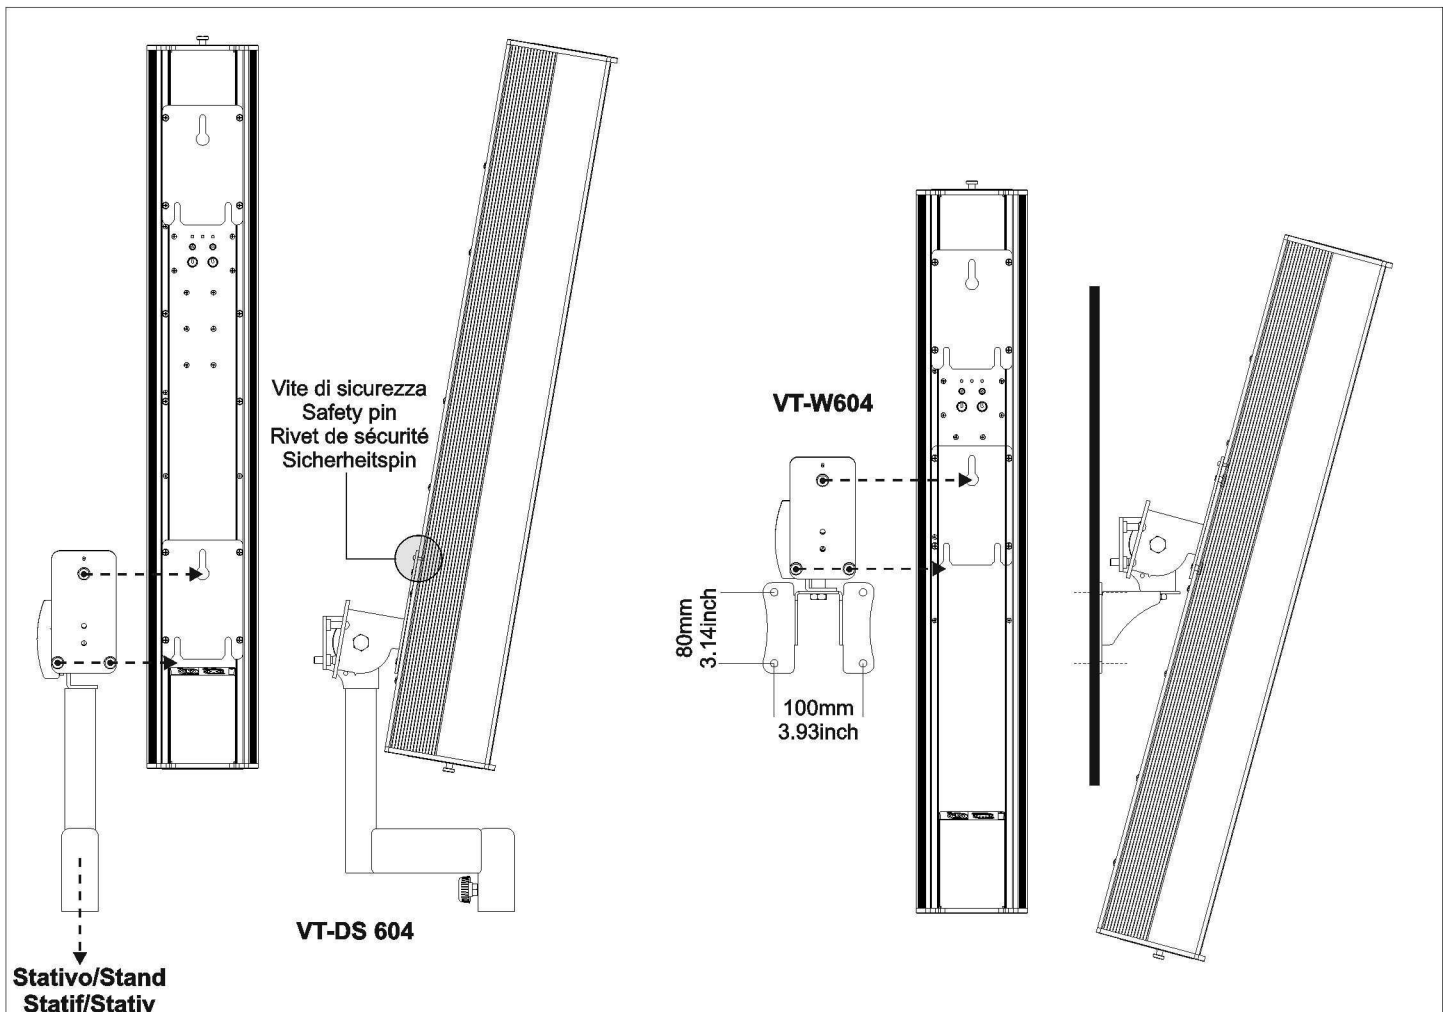 Vite di sicurezza
Safety pin
Rivet de sécurité
Sicherheitspin
VT-DS 604
Stativo/Stand
Statif/Stativ
VT-W604
80mm
3.14inch
100mm
3.93inch